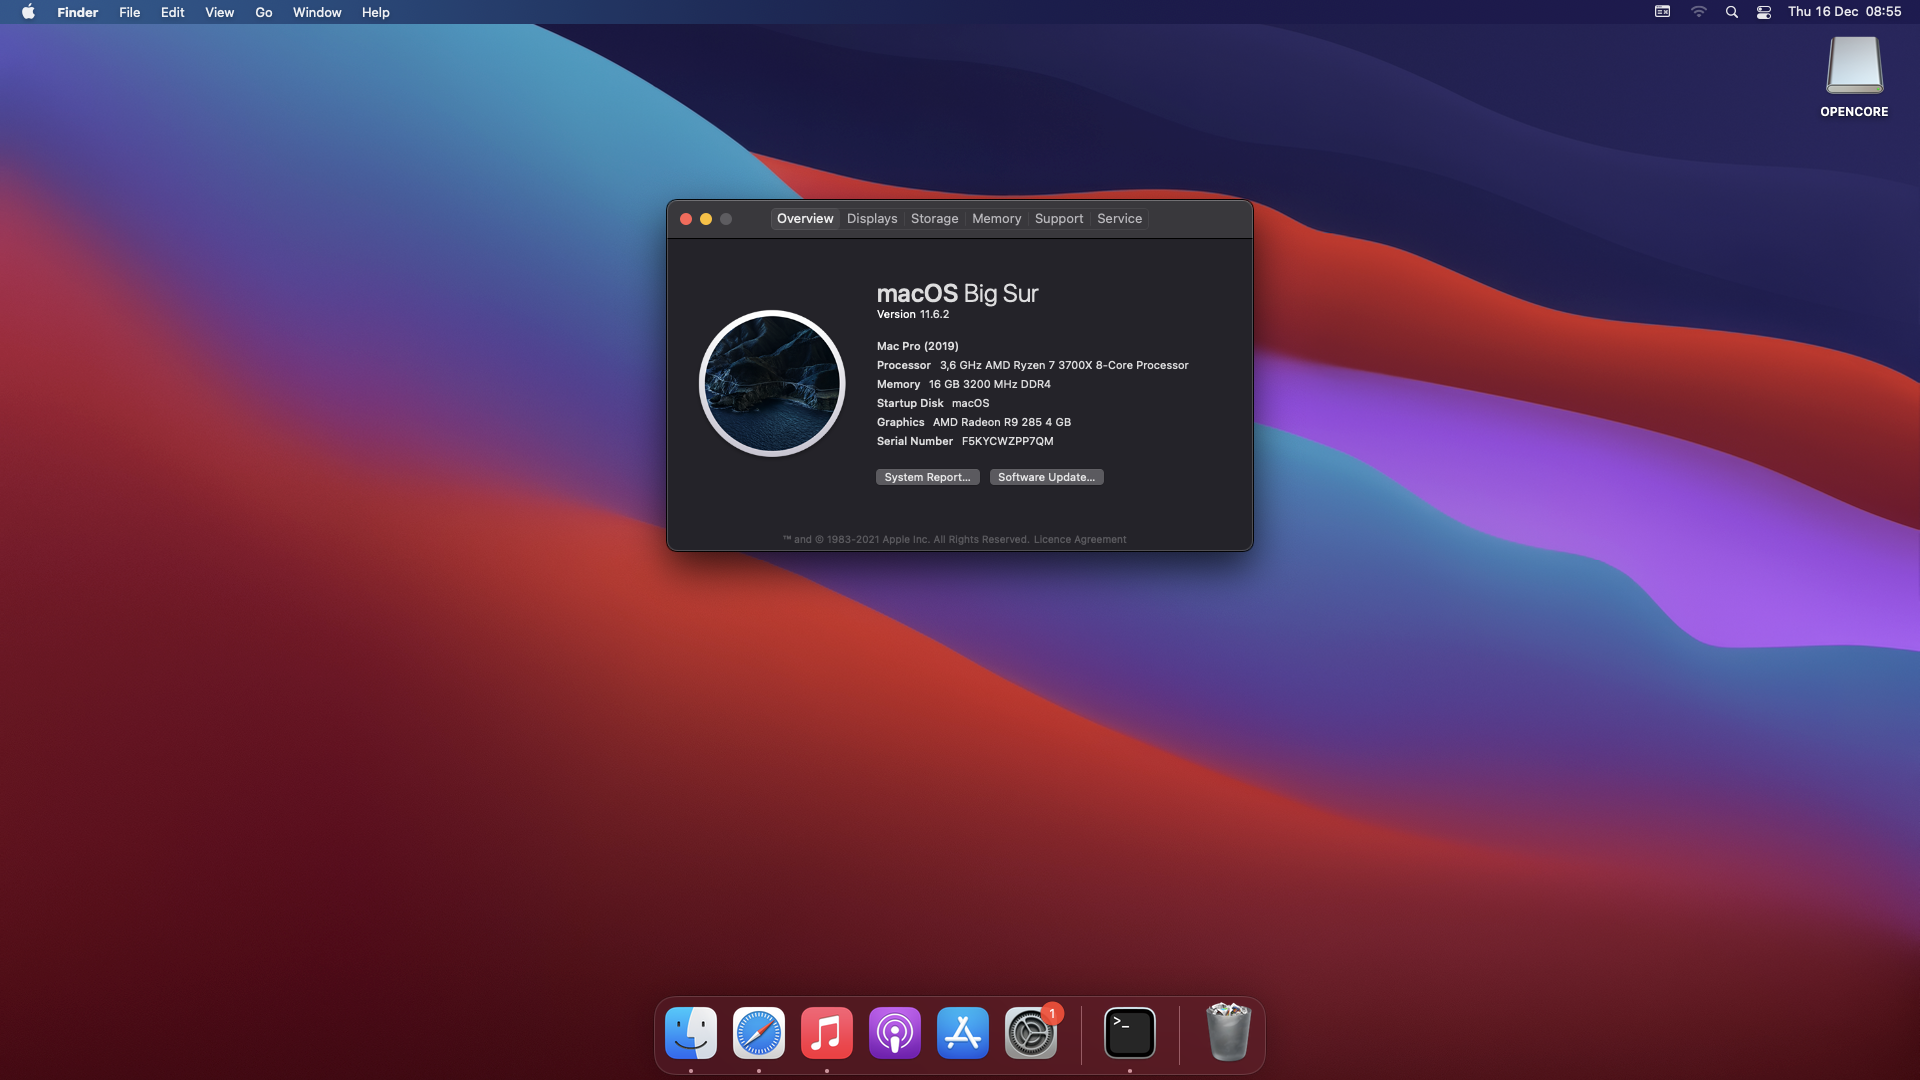 Finder File Edit View Go Window Help
Thu 16 Dec 08:55
OPENCORE
Overview Displays Storage Memory Support Service
macOS Big Sur
Version 11.6.2
Mac Pro (2019)
Processor 3,6 GHz AMD Ryzen 7 3700X 8-Core Processor
Memory 16 GB 3200 MHz DDR4
Startup Disk macOS
Graphics AMD Radeon R9 285 4 GB
Serial Number F5KYCWZPP7QM
System Report... Software Update...
™ and © 1983-2021 Apple Inc. All Rights Reserved. Licence Agreement
1
>_